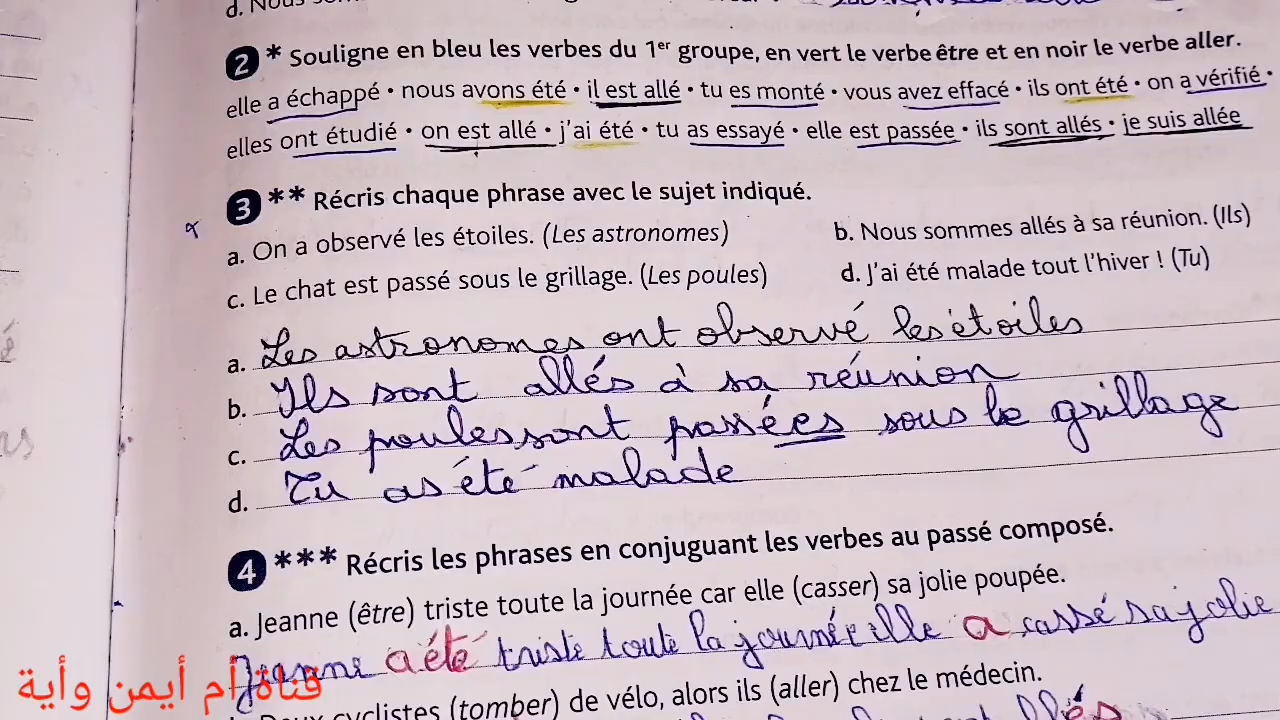 d. Nous
2 * Souligne en bleu les verbes du 1er groupe, en vert le verbe être et en noir le verbe aller.
elle a échappé • nous avons été • il est allé • tu es monté • vous avez effacé • ils ont été • on a vérifié •
elles ont étudié • on est allé • j'ai été • tu as essayé • elle est passée • ils sont allés • je suis allée
3 ** Récris chaque phrase avec le sujet indiqué.
a. On a observé les étoiles. (Les astronomes) b. Nous sommes allés à sa réunion. (Ils)
c. Le chat est passé sous le grillage. (Les poules) d. J'ai été malade tout l'hiver ! (Tu)
a. Les astronomes ont observé les étoiles
b. Ils sont allés à sa réunion
c. Les poules sont passées sous le grillage
d. Tu as été malade
4 *** Récris les phrases en conjuguant les verbes au passé composé.
a. Jeanne (être) triste toute la journée car elle (casser) sa jolie poupée.
Jeanne a été triste toute la journée elle a cassé sa jolie
قناة أم أيمن وأية
cyclistes (tomber) de vélo, alors ils (aller) chez le médecin.